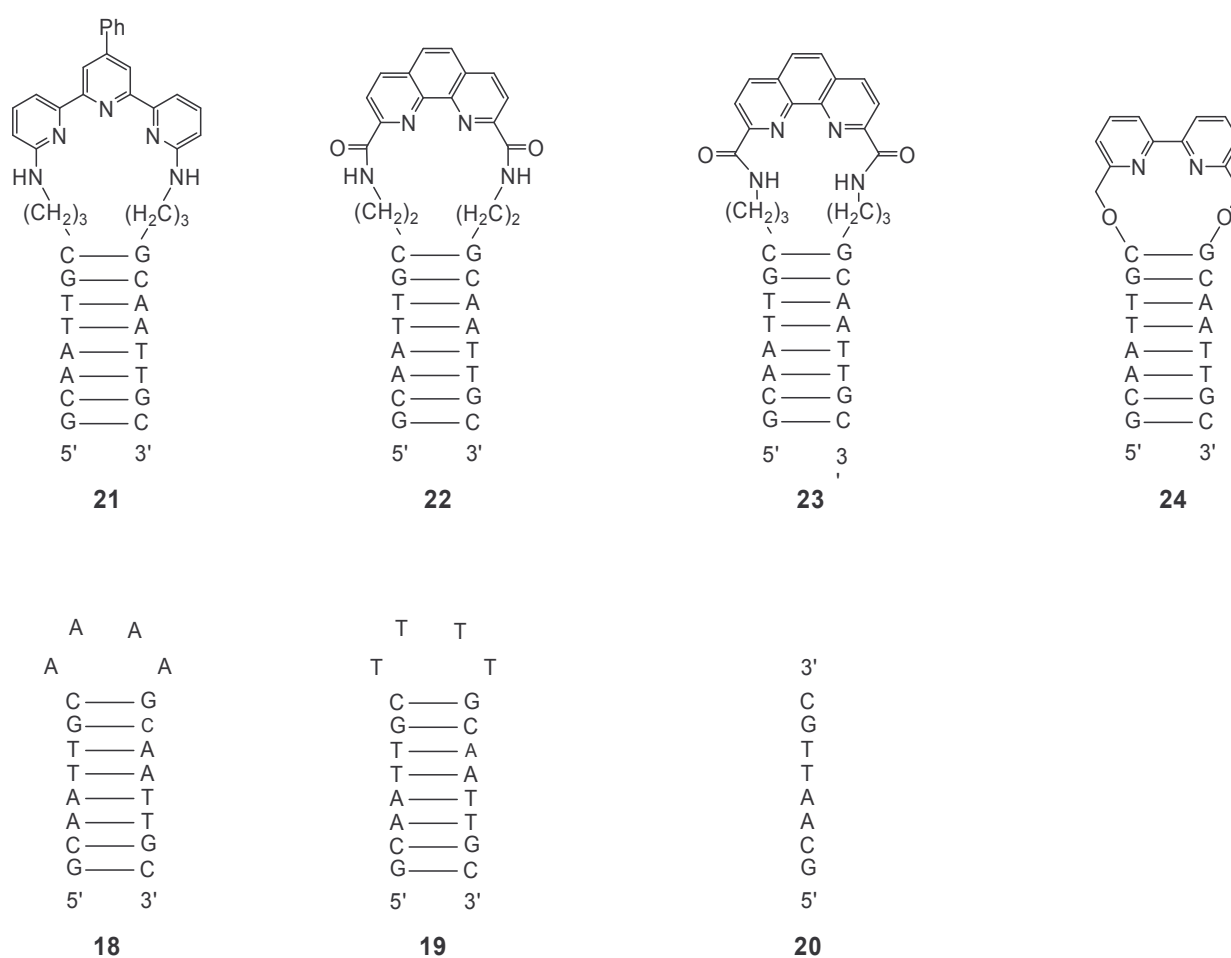 Ph
N
N N
HN NH
(CH₂)₃ (H₂C)₃
C G
G C
T A
T A
A T
A T
C G
G C
5' 3'
21
N N
O O
HN NH
(CH₂)₂ (H₂C)₂
C G
G C
T A
T A
A T
A T
C G
G C
5' 3'
22
N N
O O
NH HN
(CH₂)₃ (H₂C)₃
C G
G C
T A
T A
A T
A T
C G
G C
5' 3
'
23
N N
O O
C G
G C
T A
T A
A T
A T
C G
G C
5' 3'
24
A A
A A
C G
G C
T A
T A
A T
A T
C G
G C
5' 3'
18
T T
T T
C G
G C
T A
T A
A T
A T
C G
G C
5' 3'
19
3'
C
G
T
T
A
A
C
G
5'
20